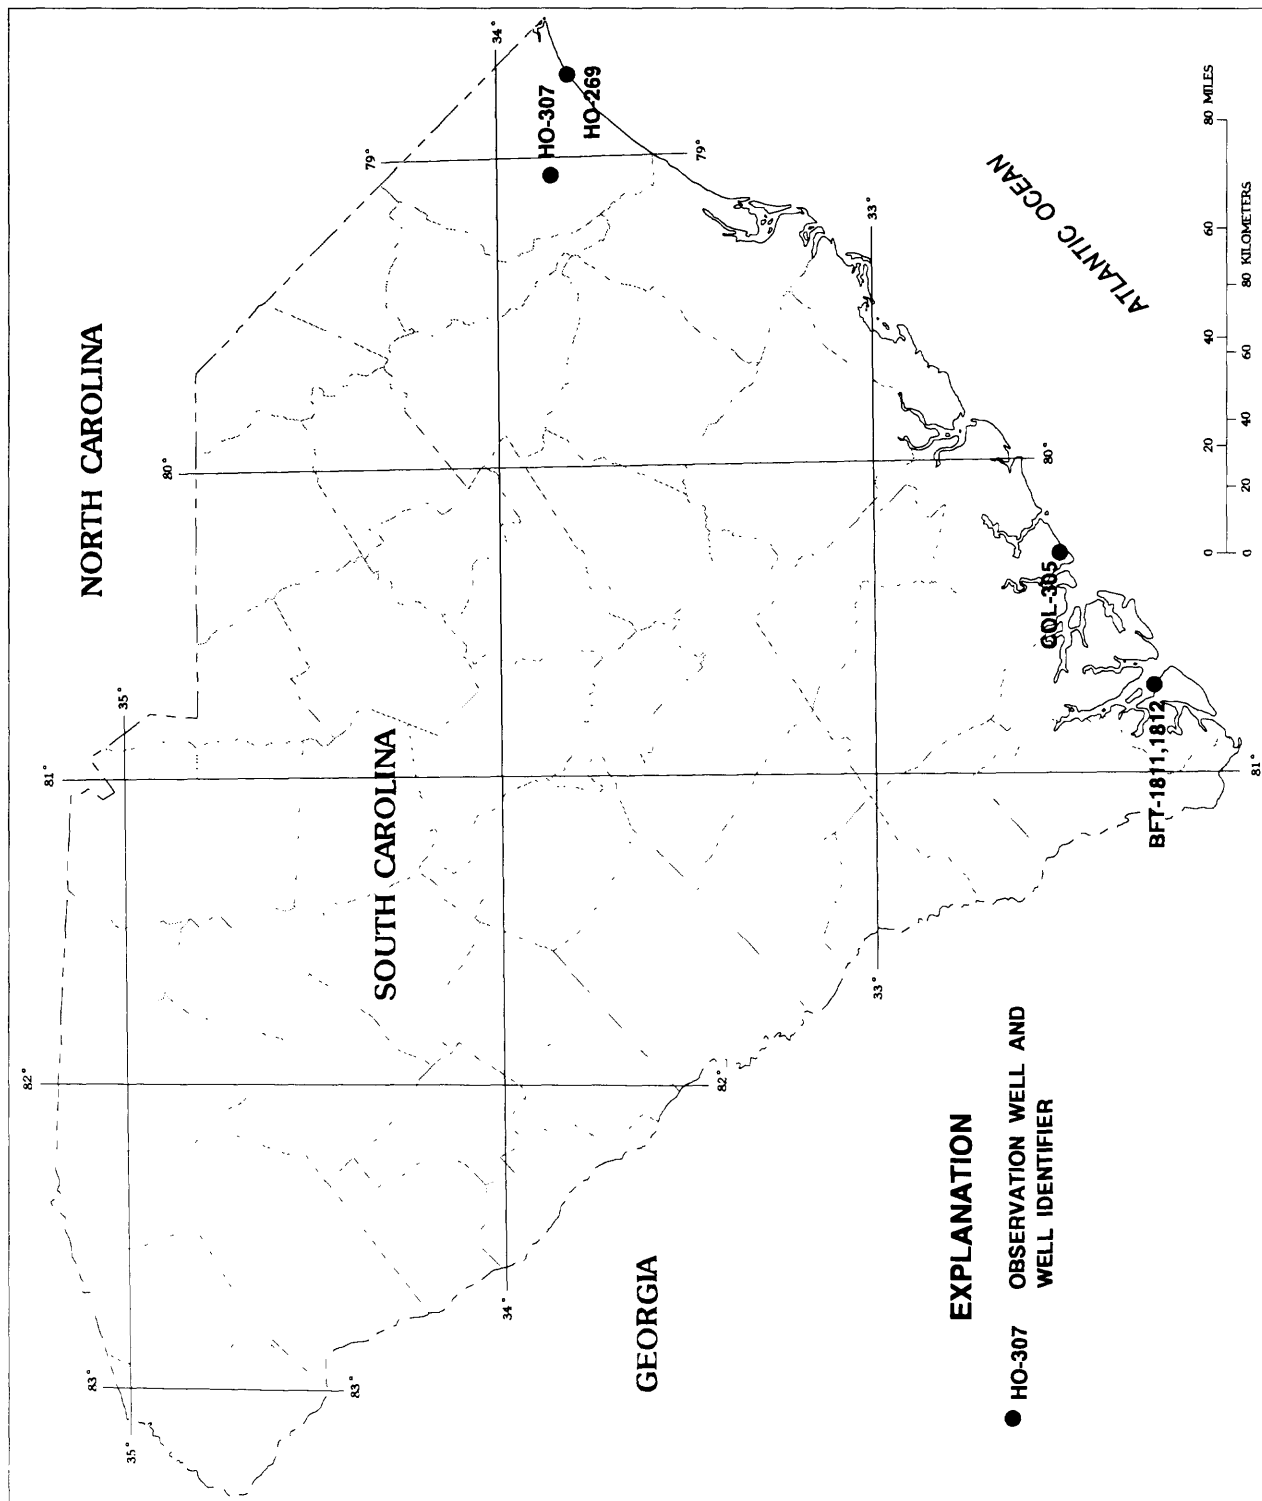 NORTH CAROLINA
SOUTH CAROLINA
GEORGIA
ATLANTIC OCEAN
83°
82°
81°
80°
79°
35°
35°
34°
34°
33°
33°
83°
82°
81°
80°
79°
HO-307
HO-269
COL-305
BFT-1811,1812
EXPLANATION
HO-307 OBSERVATION WELL AND
WELL IDENTIFIER
0 20 40 60 80 MILES
0 20 40 60 80 KILOMETERS